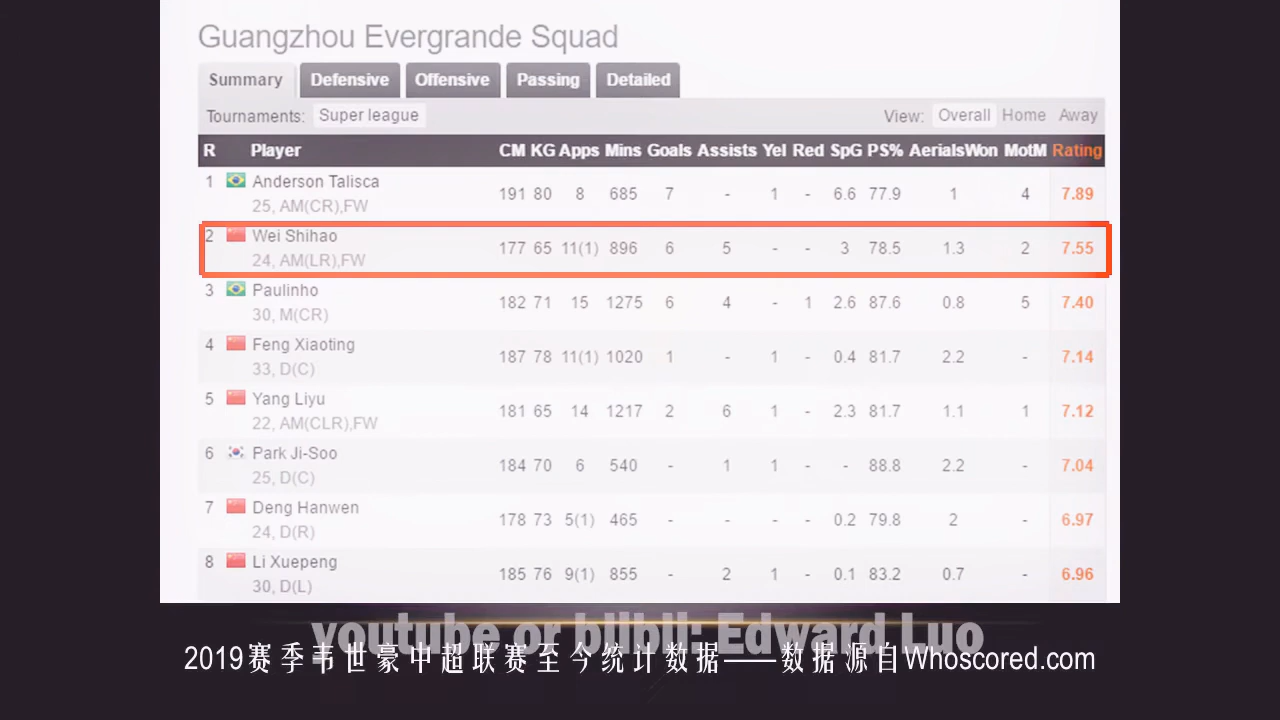 Guangzhou Evergrande Squad
Summary Defensive Offensive Passing Detailed
Tournaments: Super league View: Overall Home Away
R Player CM KG Apps Mins Goals Assists Yel Red SpG PS% AerialsWon MotM Rating
1 Anderson Talisca 191 80 8 685 7 - 1 - 6.6 77.9 1 4 7.89
25, AM(CR),FW
2 Wei Shihao 177 65 11(1) 896 6 5 - - 3 78.5 1.3 2 7.55
24, AM(LR),FW
3 Paulinho 182 71 15 1275 6 4 - 1 2.6 87.6 0.8 5 7.40
30, M(CR)
4 Feng Xiaoting 187 78 11(1) 1020 1 - 1 - 0.4 81.7 2.2 - 7.14
33, D(C)
5 Yang Liyu 181 65 14 1217 2 6 1 - 2.3 81.7 1.1 1 7.12
22, AM(CLR),FW
6 Park Ji-Soo 184 70 6 540 - 1 1 - - 88.8 2.2 - 7.04
25, D(C)
7 Deng Hanwen 178 73 5(1) 465 - - - - 0.2 79.8 2 - 6.97
24, D(R)
8 Li Xuepeng 185 76 9(1) 855 - 2 1 - 0.1 83.2 0.7 - 6.96
30, D(L)
youtube or blibli: Edward Luo
2019赛季韦世豪中超联赛至今统计数据——数据源自Whoscored.com